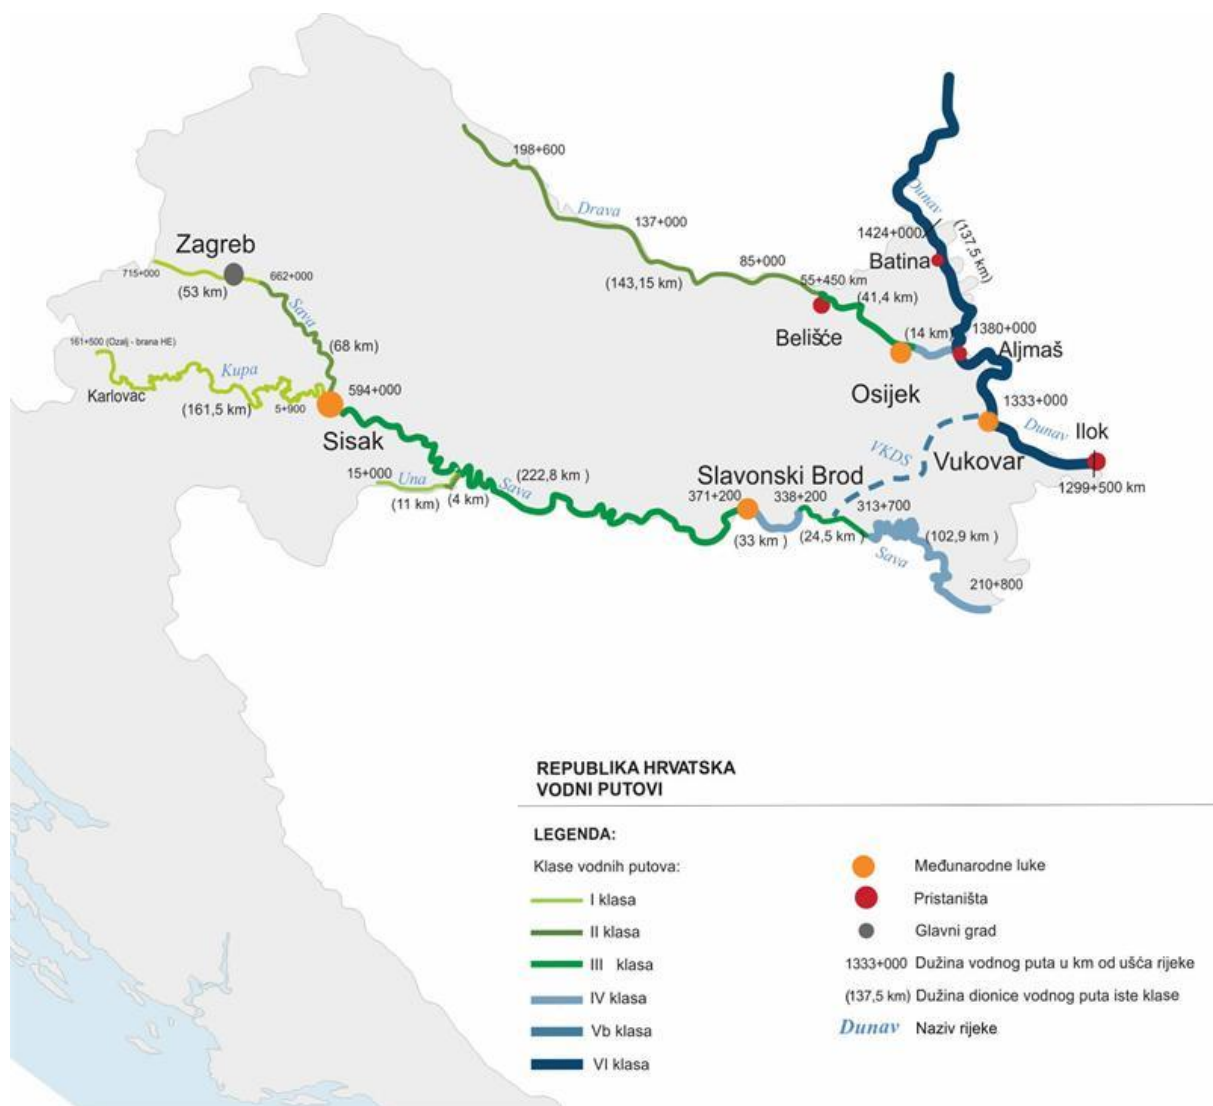 198+600
Drava
137+000
Dunav
1424+000
(137,5 km)
Zagreb
715+000
662+000
(53 km)
Sava
85+000
Batina
(143,15 km)
55+450 km
(41,4 km)
Belišće
(14 km)
1380+000
Aljmaš
161+500 (Ozalj - brana HE)
Kupa
(68 km)
Karlovac
(161,5 km)
5+900
594+000
Sisak
Osijek
1333+000
Dunav
Ilok
VKDS
Vukovar
1299+500 km
15+000
Una
(11 km)
(4 km)
Sava
(222,8 km )
Slavonski Brod
371+200
338+200
313+700
(33 km )
(24,5 km )
Sava
(102,9 km )
210+800
REPUBLIKA HRVATSKA
VODNI PUTOVI
LEGENDA:
Klase vodnih putova:
I klasa
II klasa
III klasa
IV klasa
Vb klasa
VI klasa
Međunarodne luke
Pristaništa
Glavni grad
1333+000 Dužina vodnog puta u km od ušća rijeke
(137,5 km) Dužina dionice vodnog puta iste klase
Dunav Naziv rijeke